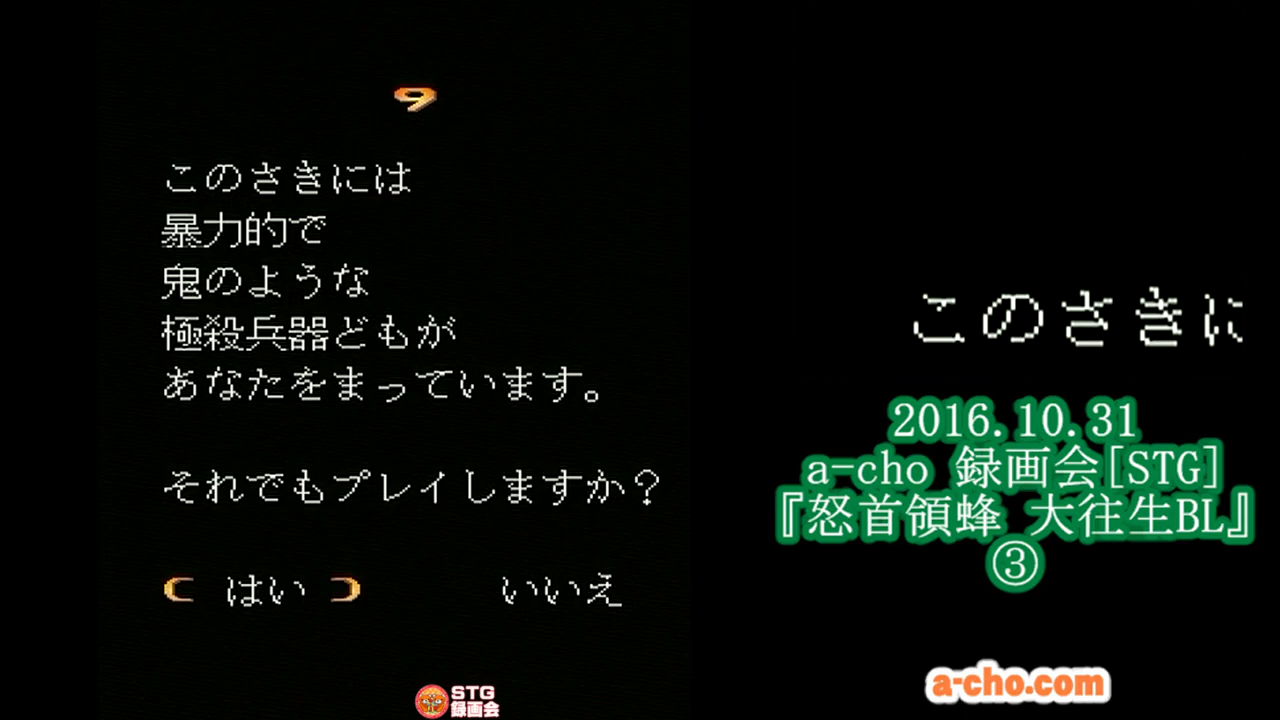 9
このさきには
暴力的で
鬼のような
極殺兵器どもが
あなたをまっています。
それでもプレイしますか？
はい いいえ
STG
録画会
このさきに
2016.10.31
a-cho 録画会[STG]
『怒首領蜂 大往生BL』
③
a-cho.com